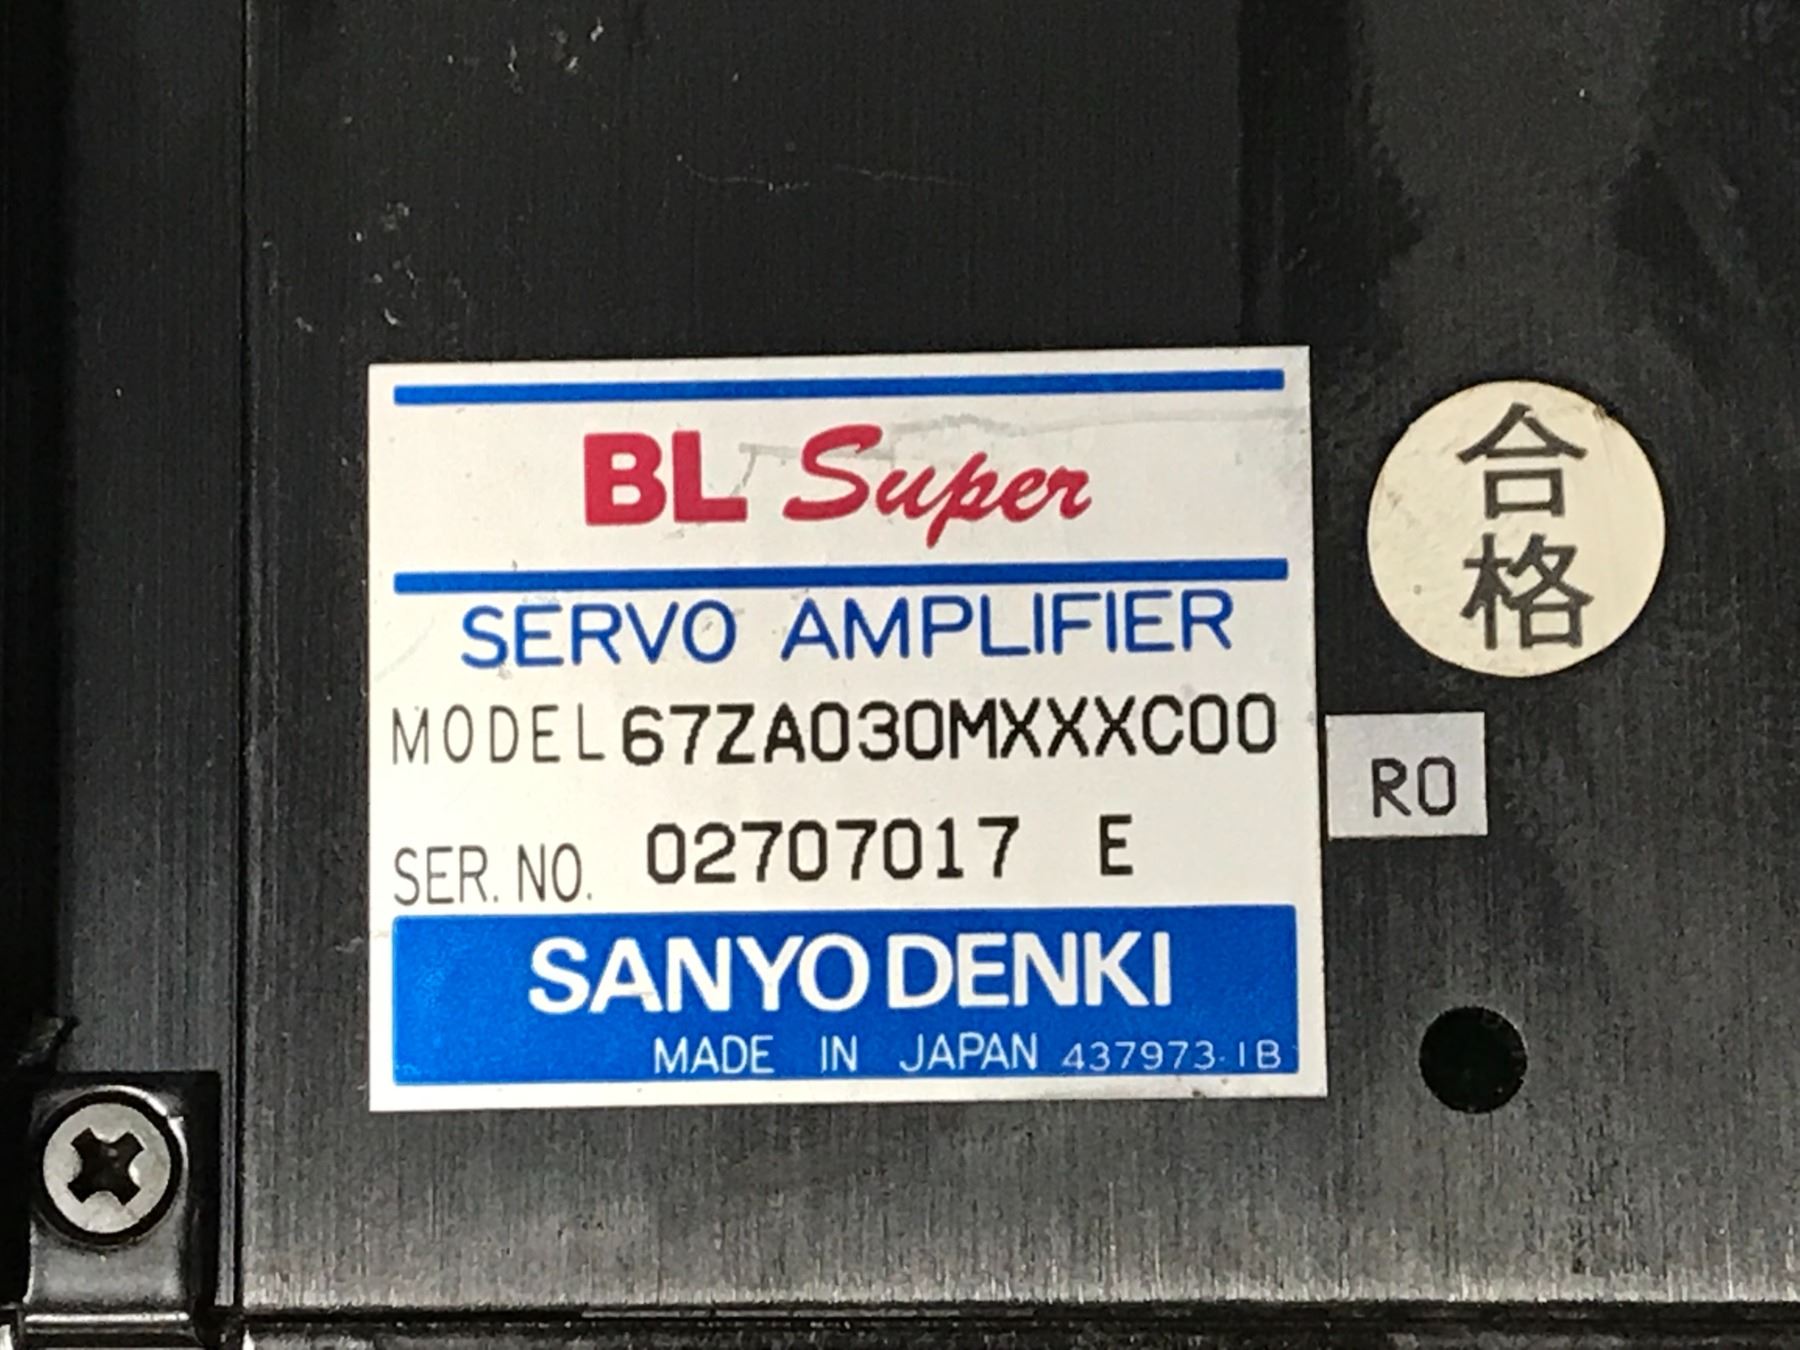 BL Super
SERVO AMPLIFIER
MODEL 67ZA030MXXXC00
SER. NO. 02707017 E
SANYO DENKI
MADE IN JAPAN 437973-1B
合格
R0